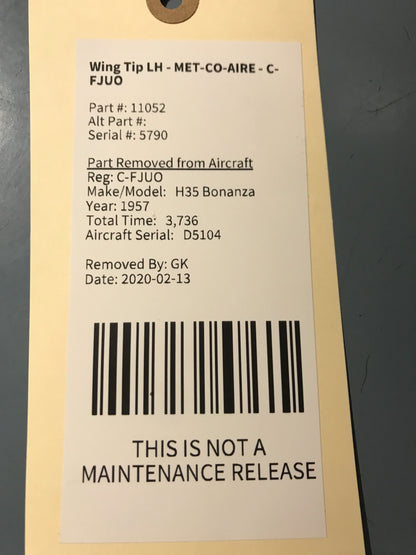 Wing Tip LH - MET-CO-AIRE - C-
FJUO
Part #: 11052
Alt Part #:
Serial #: 5790
Part Removed from Aircraft
Reg: C-FJUO
Make/Model: H35 Bonanza
Year: 1957
Total Time: 3,736
Aircraft Serial: D5104
Removed By: GK
Date: 2020-02-13
THIS IS NOT A
MAINTENANCE RELEASE